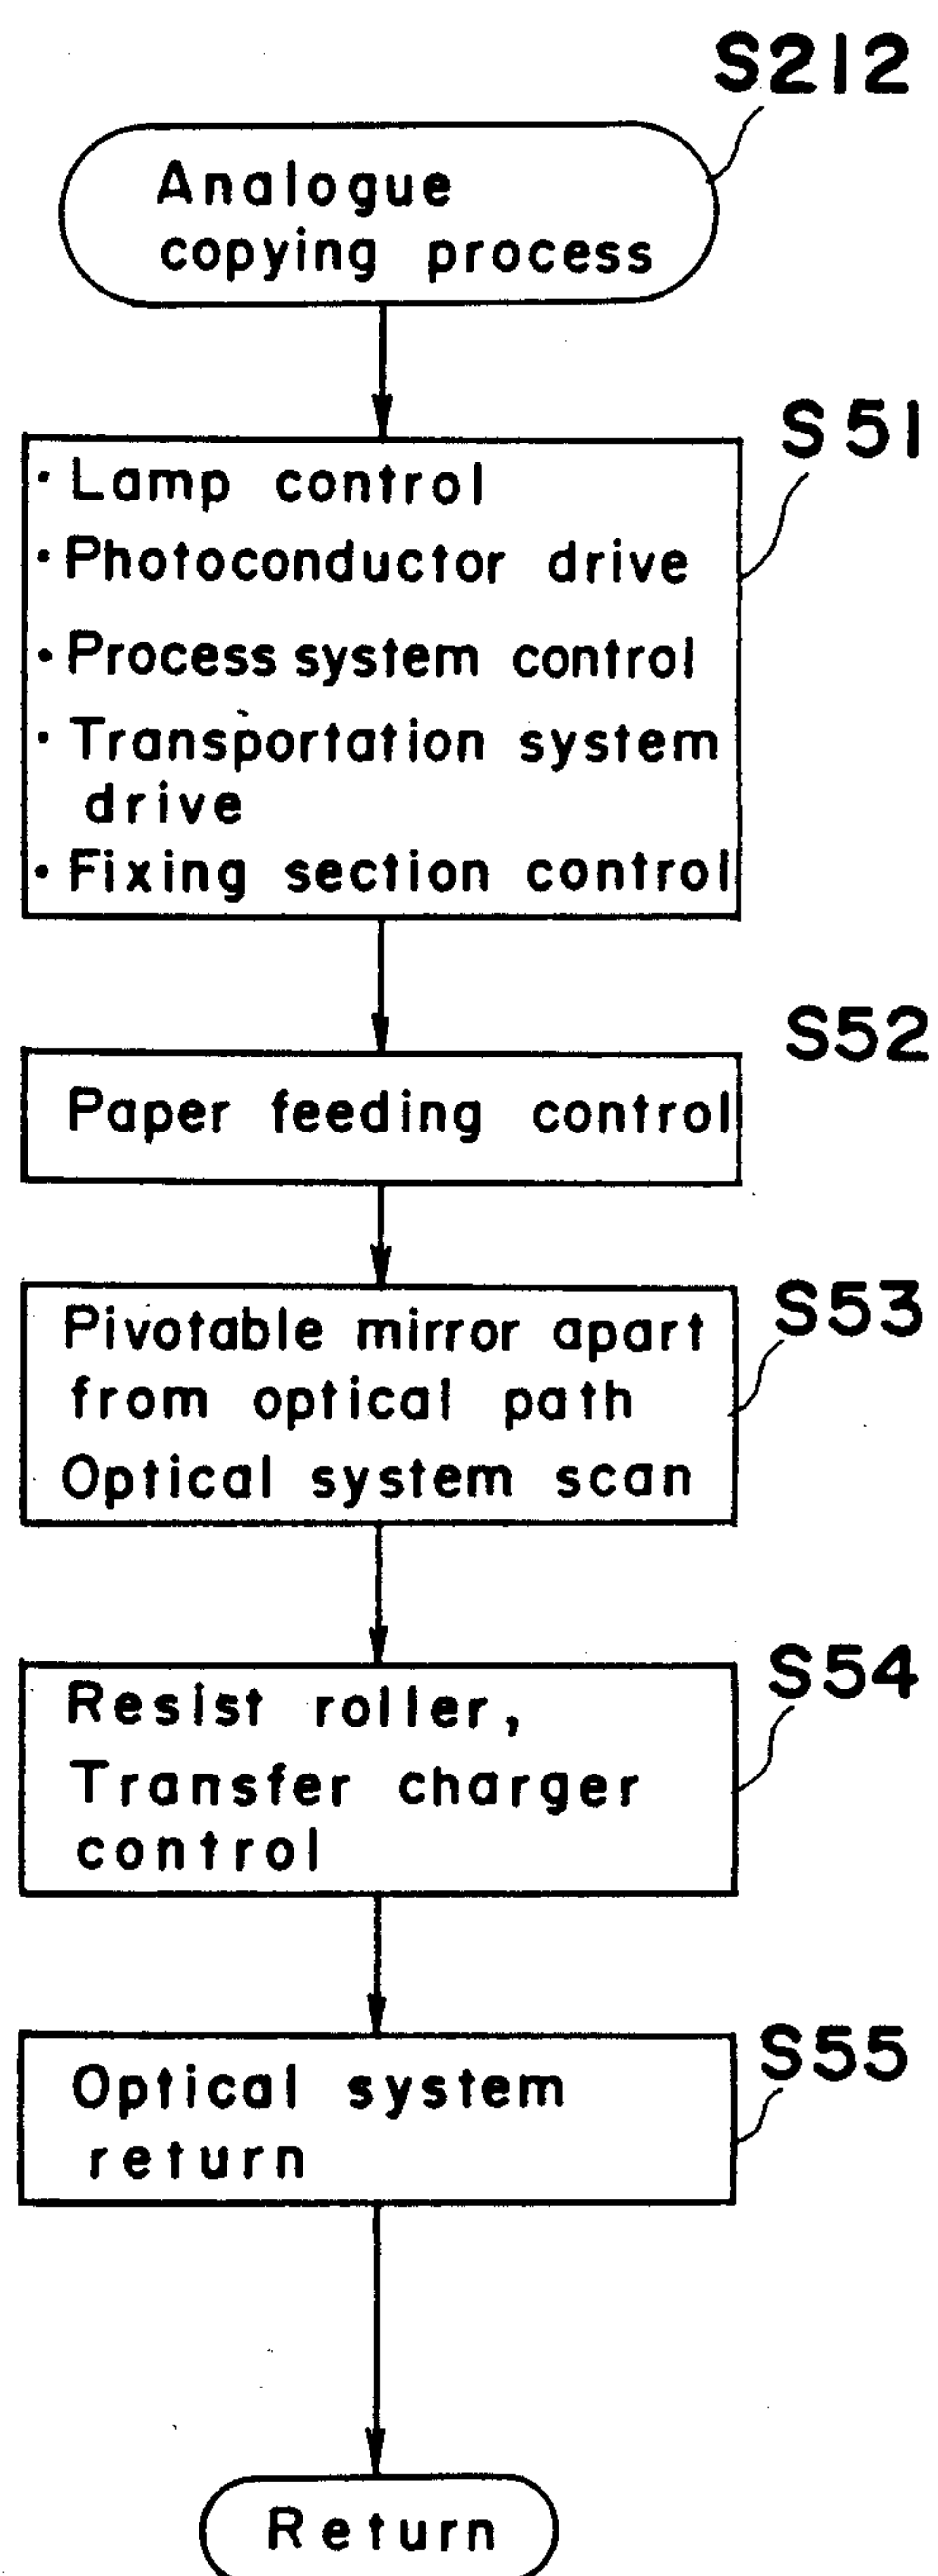 S212
Analogue
copying process
S51
· Lamp control
· Photoconductor drive
· Process system control
· Transportation system
drive
· Fixing section control
S52
Paper feeding control
S53
Pivotable mirror apart
from optical path
Optical system scan
S54
Resist roller,
Transfer charger
control
S55
Optical system
return
Return